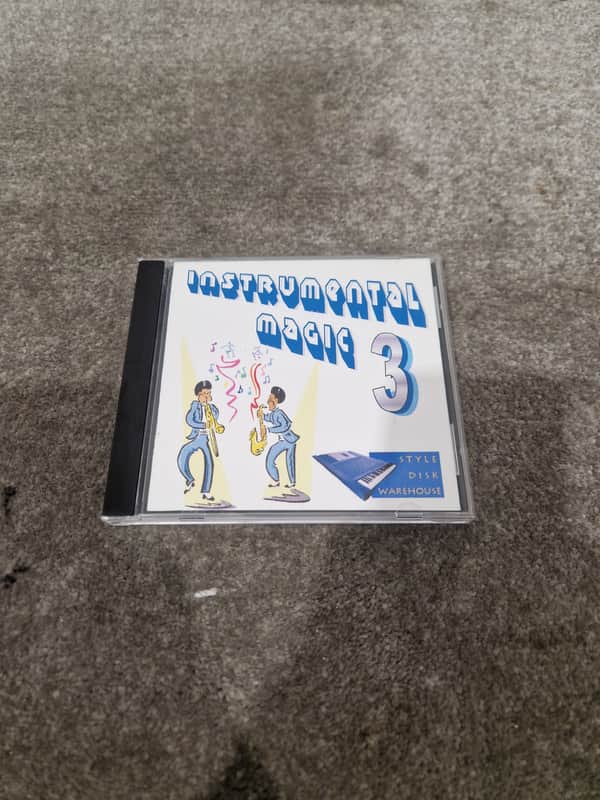 INSTRUMENTAL
MAGIC
3
STYLE
DISK
WAREHOUSE